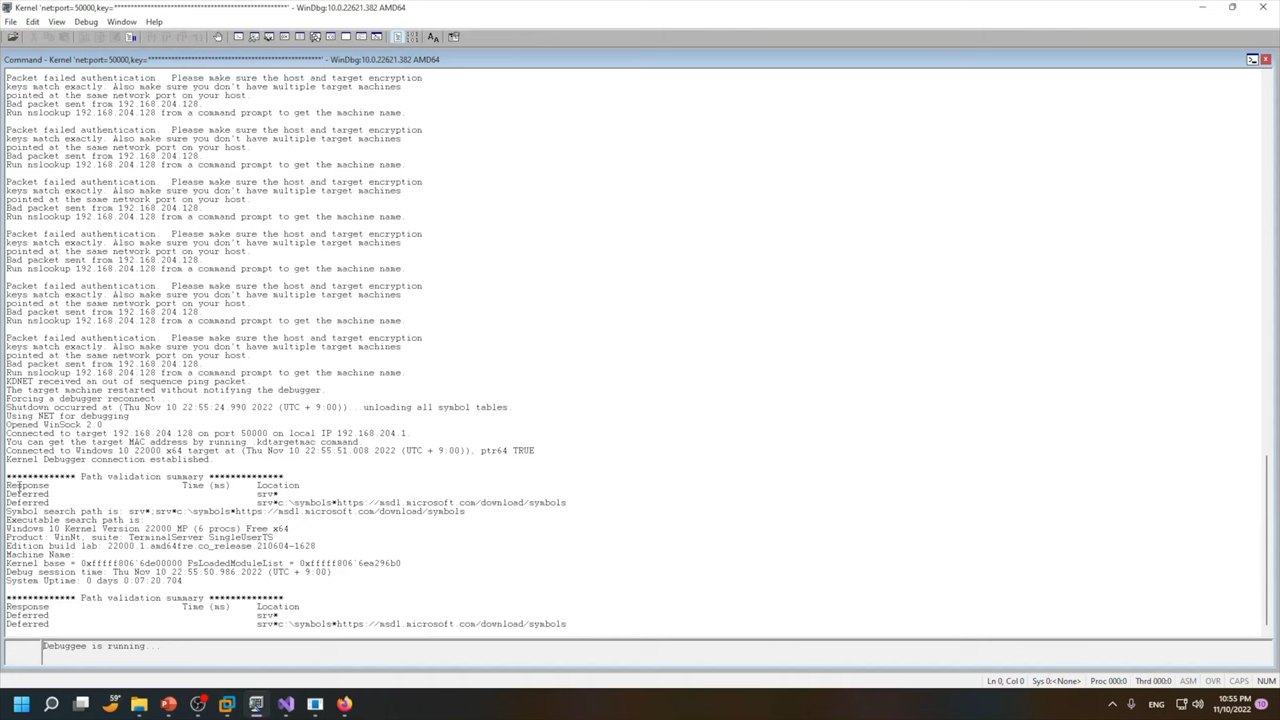 Kernel 'net:port=50000,key=***************************************************' - WinDbg:10.0.22621.382 AMD64
File Edit View Debug Window Help
Command - Kernel 'net:port=50000,key=***************************************************' - WinDbg:10.0.22621.382 AMD64
Packet failed authentication.  Please make sure the host and target encryption
keys match exactly. Also make sure you don't have multiple target machines
pointed at the same network port on your host.
Bad packet sent from 192.168.204.128.
Run nslookup 192.168.204.128 from a command prompt to get the machine name.
Packet failed authentication.  Please make sure the host and target encryption
keys match exactly. Also make sure you don't have multiple target machines
pointed at the same network port on your host.
Bad packet sent from 192.168.204.128.
Run nslookup 192.168.204.128 from a command prompt to get the machine name.
Packet failed authentication.  Please make sure the host and target encryption
keys match exactly. Also make sure you don't have multiple target machines
pointed at the same network port on your host.
Bad packet sent from 192.168.204.128.
Run nslookup 192.168.204.128 from a command prompt to get the machine name.
Packet failed authentication.  Please make sure the host and target encryption
keys match exactly. Also make sure you don't have multiple target machines
pointed at the same network port on your host.
Bad packet sent from 192.168.204.128.
Run nslookup 192.168.204.128 from a command prompt to get the machine name.
Packet failed authentication.  Please make sure the host and target encryption
keys match exactly. Also make sure you don't have multiple target machines
pointed at the same network port on your host.
Bad packet sent from 192.168.204.128.
Run nslookup 192.168.204.128 from a command prompt to get the machine name.
Packet failed authentication.  Please make sure the host and target encryption
keys match exactly. Also make sure you don't have multiple target machines
pointed at the same network port on your host.
Bad packet sent from 192.168.204.128.
Run nslookup 192.168.204.128 from a command prompt to get the machine name.
KDNET received an out of sequence ping packet.
The target machine restarted without notifying the debugger.
Forcing a debugger reconnect...
Shutdown occurred at (Thu Nov 10 22:55:24.990 2022 (UTC + 9:00))...unloading all symbol tables.
Using NET for debugging
Opened WinSock 2.0
Connected to target 192.168.204.128 on port 50000 on local IP 192.168.204.1.
You can get the target MAC address by running .kdtargetmac command.
Connected to Windows 10 22000 x64 target at (Thu Nov 10 22:55:51.008 2022 (UTC + 9:00)), ptr64 TRUE
Kernel Debugger connection established.
************* Path validation summary **************
Response Time (ms) Location
Deferred srv*
Deferred srv*c:\symbols*https://msdl.microsoft.com/download/symbols
Symbol search path is: srv*;srv*c:\symbols*https://msdl.microsoft.com/download/symbols
Executable search path is:
Windows 10 Kernel Version 22000 MP (6 procs) Free x64
Product: WinNt, suite: TerminalServer SingleUserTS
Edition build lab: 22000.1.amd64fre.co_release.210604-1628
Machine Name:
Kernel base = 0xfffff806`6de00000 PsLoadedModuleList = 0xfffff806`6ea296b0
Debug session time: Thu Nov 10 22:55:50.986 2022 (UTC + 9:00)
System Uptime: 0 days 0:07:20.704
************* Path validation summary **************
Response Time (ms) Location
Deferred srv*
Deferred srv*c:\symbols*https://msdl.microsoft.com/download/symbols
Debuggee is running...
Ln 0, Col 0 Sys 0:<None> Proc 000:0 Thrd 000:0 ASM OVR CAPS NUM
59°
ENG
10:55 PM
11/10/2022
10